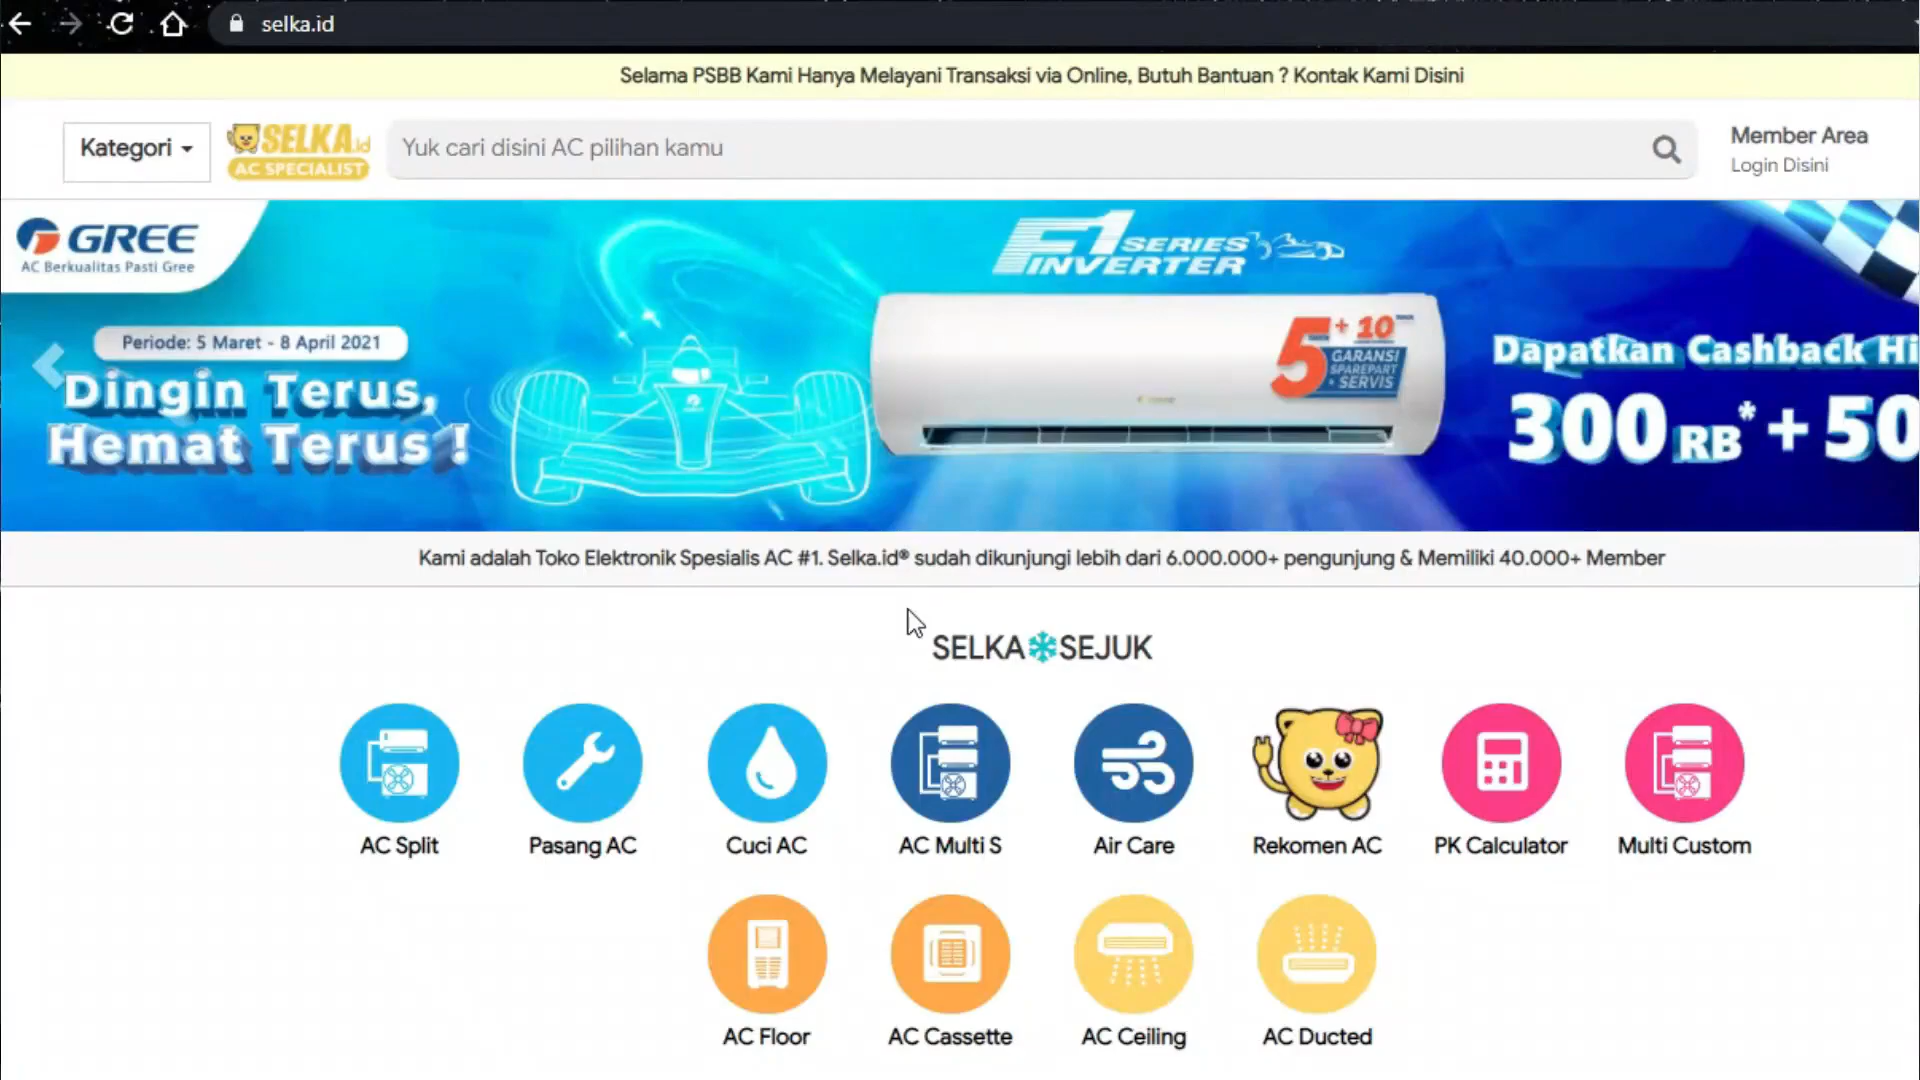 selka.id
Selama PSBB Kami Hanya Melayani Transaksi via Online, Butuh Bantuan ? Kontak Kami Disini
Kategori
SELKA.id
AC SPECIALIST
Yuk cari disini AC pilihan kamu
Member Area
Login Disini
GREE
AC Berkualitas Pasti Gree
F1 SERIES
INVERTER
Periode: 5 Maret - 8 April 2021
Dingin Terus,
Hemat Terus !
5 + 10
GARANSI
SPAREPART
+ SERVIS
Dapatkan Cashback Hi
300 RB* + 50
Kami adalah Toko Elektronik Spesialis AC #1. Selka.id® sudah dikunjungi lebih dari 6.000.000+ pengunjung & Memiliki 40.000+ Member
SELKA SEJUK
AC Split
Pasang AC
Cuci AC
AC Multi S
Air Care
Rekomen AC
PK Calculator
Multi Custom
AC Floor
AC Cassette
AC Ceiling
AC Ducted